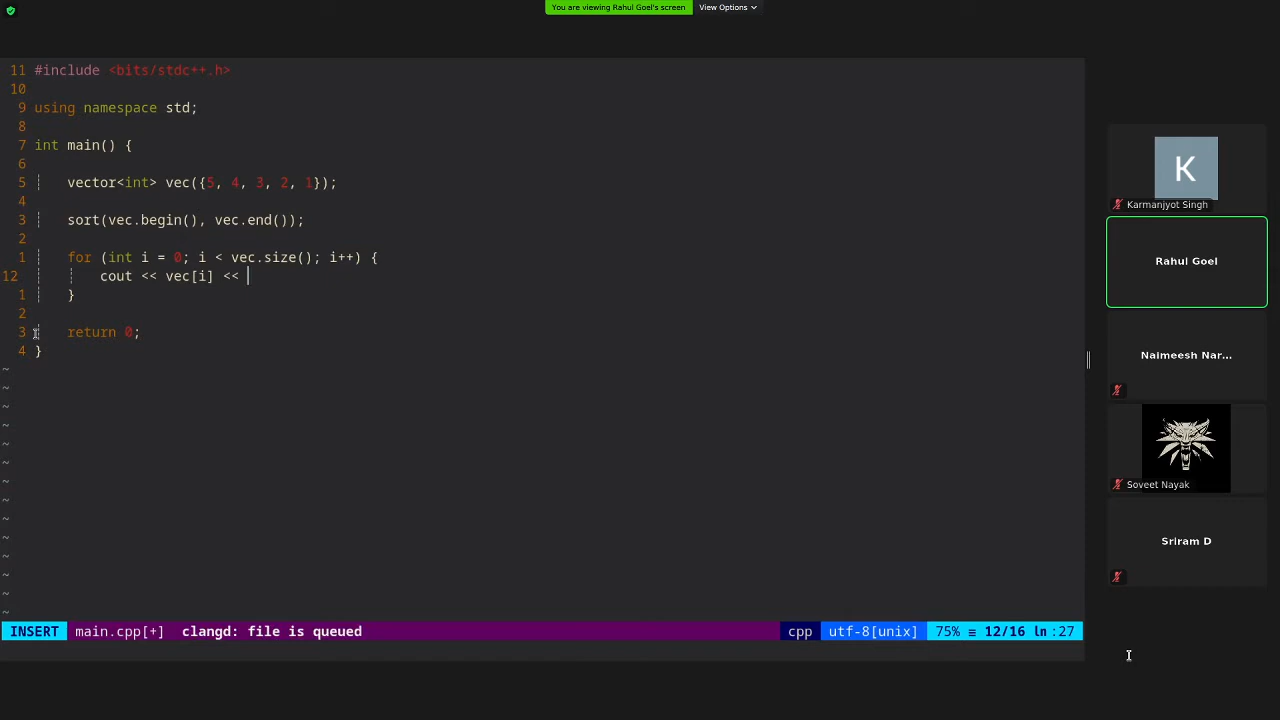 You are viewing Rahul Goel's screen View Options
11 #include <bits/stdc++.h>
10
9 using namespace std;
8
7 int main() {
6
5 vector<int> vec({5, 4, 3, 2, 1});
4
3 sort(vec.begin(), vec.end());
2
1 for (int i = 0; i < vec.size(); i++) {
12 cout << vec[i] <<
1 }
2
3 return 0;
4 }
~
~
~
~
~
~
~
~
~
~
~
~
~
~
INSERT main.cpp[+] clangd: file is queued cpp utf-8[unix] 75% ≡ 12/16 ln :27
K
Karmanjyot Singh
Rahul Goel
Naimeesh Nar...
Soveet Nayak
Sriram D